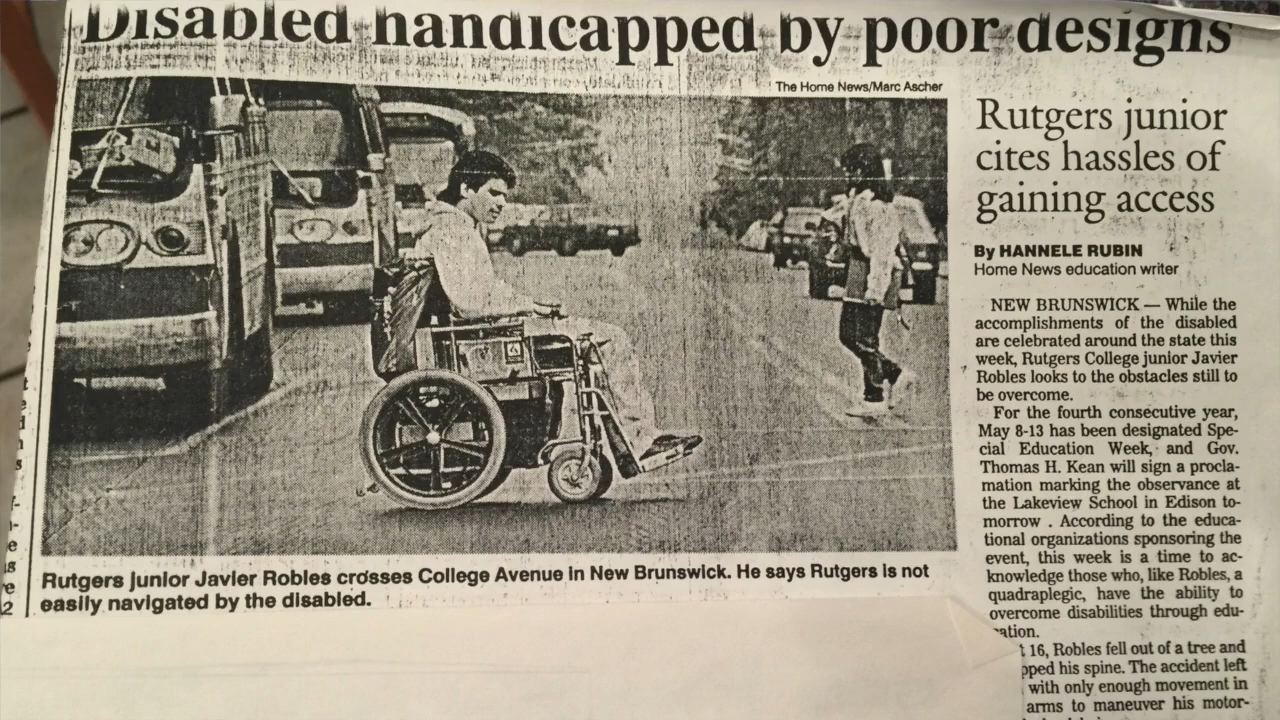 Disabled handicapped by poor designs
The Home News/Marc Ascher
Rutgers junior Javier Robles crosses College Avenue in New Brunswick. He says Rutgers is not
easily navigated by the disabled.
Rutgers junior
cites hassles of
gaining access
By HANNELE RUBIN
Home News education writer
NEW BRUNSWICK — While the
accomplishments of the disabled
are celebrated around the state this
week, Rutgers College junior Javier
Robles looks to the obstacles still to
be overcome.
For the fourth consecutive year,
May 8-13 has been designated Spe-
cial Education Week, and Gov.
Thomas H. Kean will sign a procla-
mation marking the observance at
the Lakeview School in Edison to-
morrow . According to the educa-
tional organizations sponsoring the
event, this week is a time to ac-
knowledge those who, like Robles, a
quadraplegic, have the ability to
overcome disabilities through edu-
ation.
16, Robles fell out of a tree and
pped his spine. The accident left
with only enough movement in
arms to maneuver his motor-